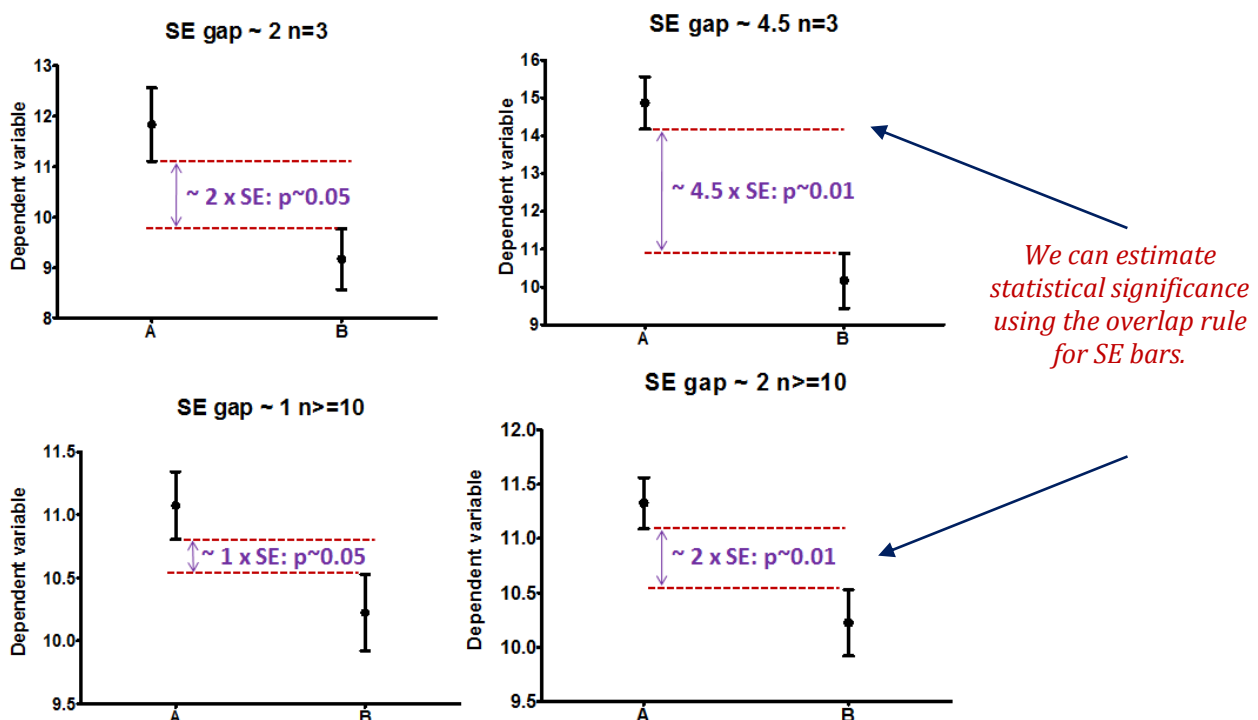 SE gap ~ 2 n=3
Dependent variable
13
12
11
10
9
8
~ 2 x SE: p~0.05
A
B
SE gap ~ 4.5 n=3
Dependent variable
16
15
14
13
12
11
10
9
~ 4.5 x SE: p~0.01
A
B
We can estimate
statistical significance
using the overlap rule
for SE bars.
SE gap ~ 1 n>=10
Dependent variable
11.5
11.0
10.5
10.0
9.5
~ 1 x SE: p~0.05
A
B
SE gap ~ 2 n>=10
Dependent variable
12.0
11.5
11.0
10.5
10.0
9.5
~ 2 x SE: p~0.01
A
B